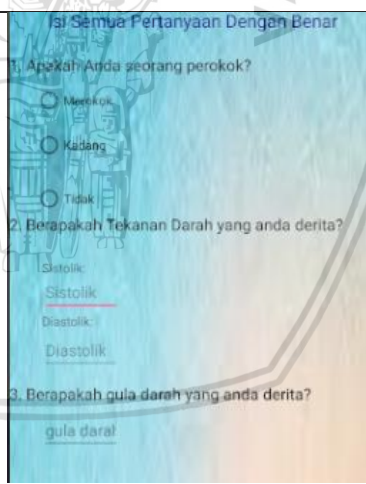 Isi Semua Pertanyaan Dengan Benar
1. Apakah Anda seorang perokok?
Merokok
Kadang
Tidak
2. Berapakah Tekanan Darah yang anda derita?
Sistolik:
Sistolik
Diastolik:
Diastolik
3. Berapakah gula darah yang anda derita?
gula darah